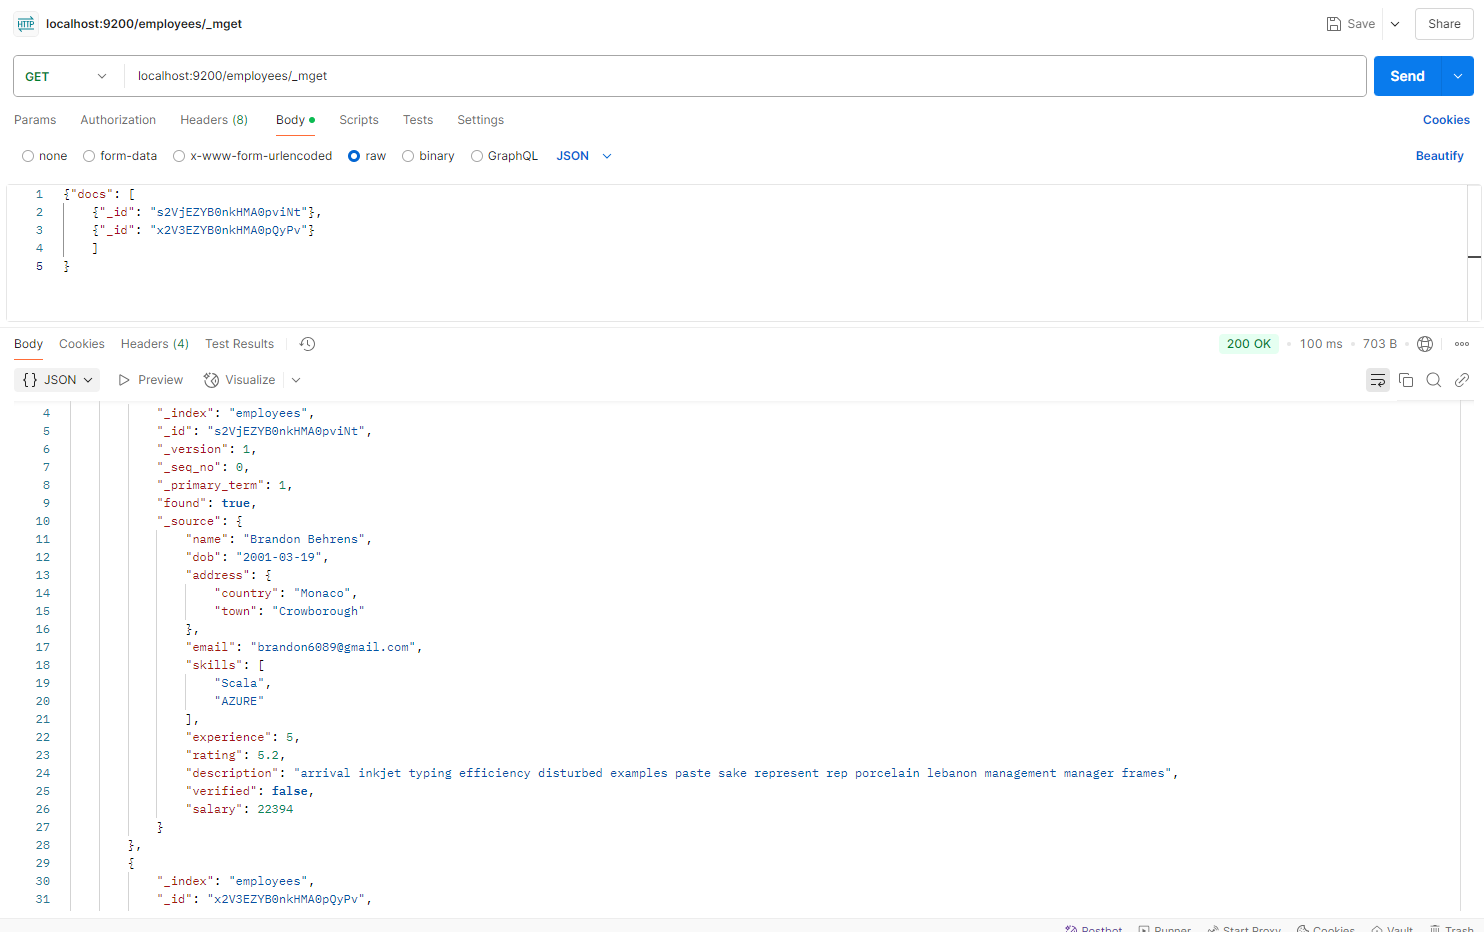 HTTP localhost:9200/employees/_mget Save Share
GET localhost:9200/employees/_mget Send
Params Authorization Headers (8) Body Scripts Tests Settings Cookies
none form-data x-www-form-urlencoded raw binary GraphQL JSON Beautify
1 {"docs": [
2 {"_id": "s2VjEZYB0nkHMA0pviNt"},
3 {"_id": "x2V3EZYB0nkHMA0pQyPv"}
4 ]
5 }
Body Cookies Headers (4) Test Results 200 OK 100 ms 703 B
{} JSON Preview Visualize
4 "_index": "employees",
5 "_id": "s2VjEZYB0nkHMA0pviNt",
6 "_version": 1,
7 "_seq_no": 0,
8 "_primary_term": 1,
9 "found": true,
10 "_source": {
11 "name": "Brandon Behrens",
12 "dob": "2001-03-19",
13 "address": {
14 "country": "Monaco",
15 "town": "Crowborough"
16 },
17 "email": "brandon6089@gmail.com",
18 "skills": [
19 "Scala",
20 "AZURE"
21 ],
22 "experience": 5,
23 "rating": 5.2,
24 "description": "arrival inkjet typing efficiency disturbed examples paste sake represent rep porcelain lebanon management manager frames",
25 "verified": false,
26 "salary": 22394
27 }
28 },
29 {
30 "_index": "employees",
31 "_id": "x2V3EZYB0nkHMA0pQyPv",
Postbot Runner Start Proxy Cookies Vault Trash